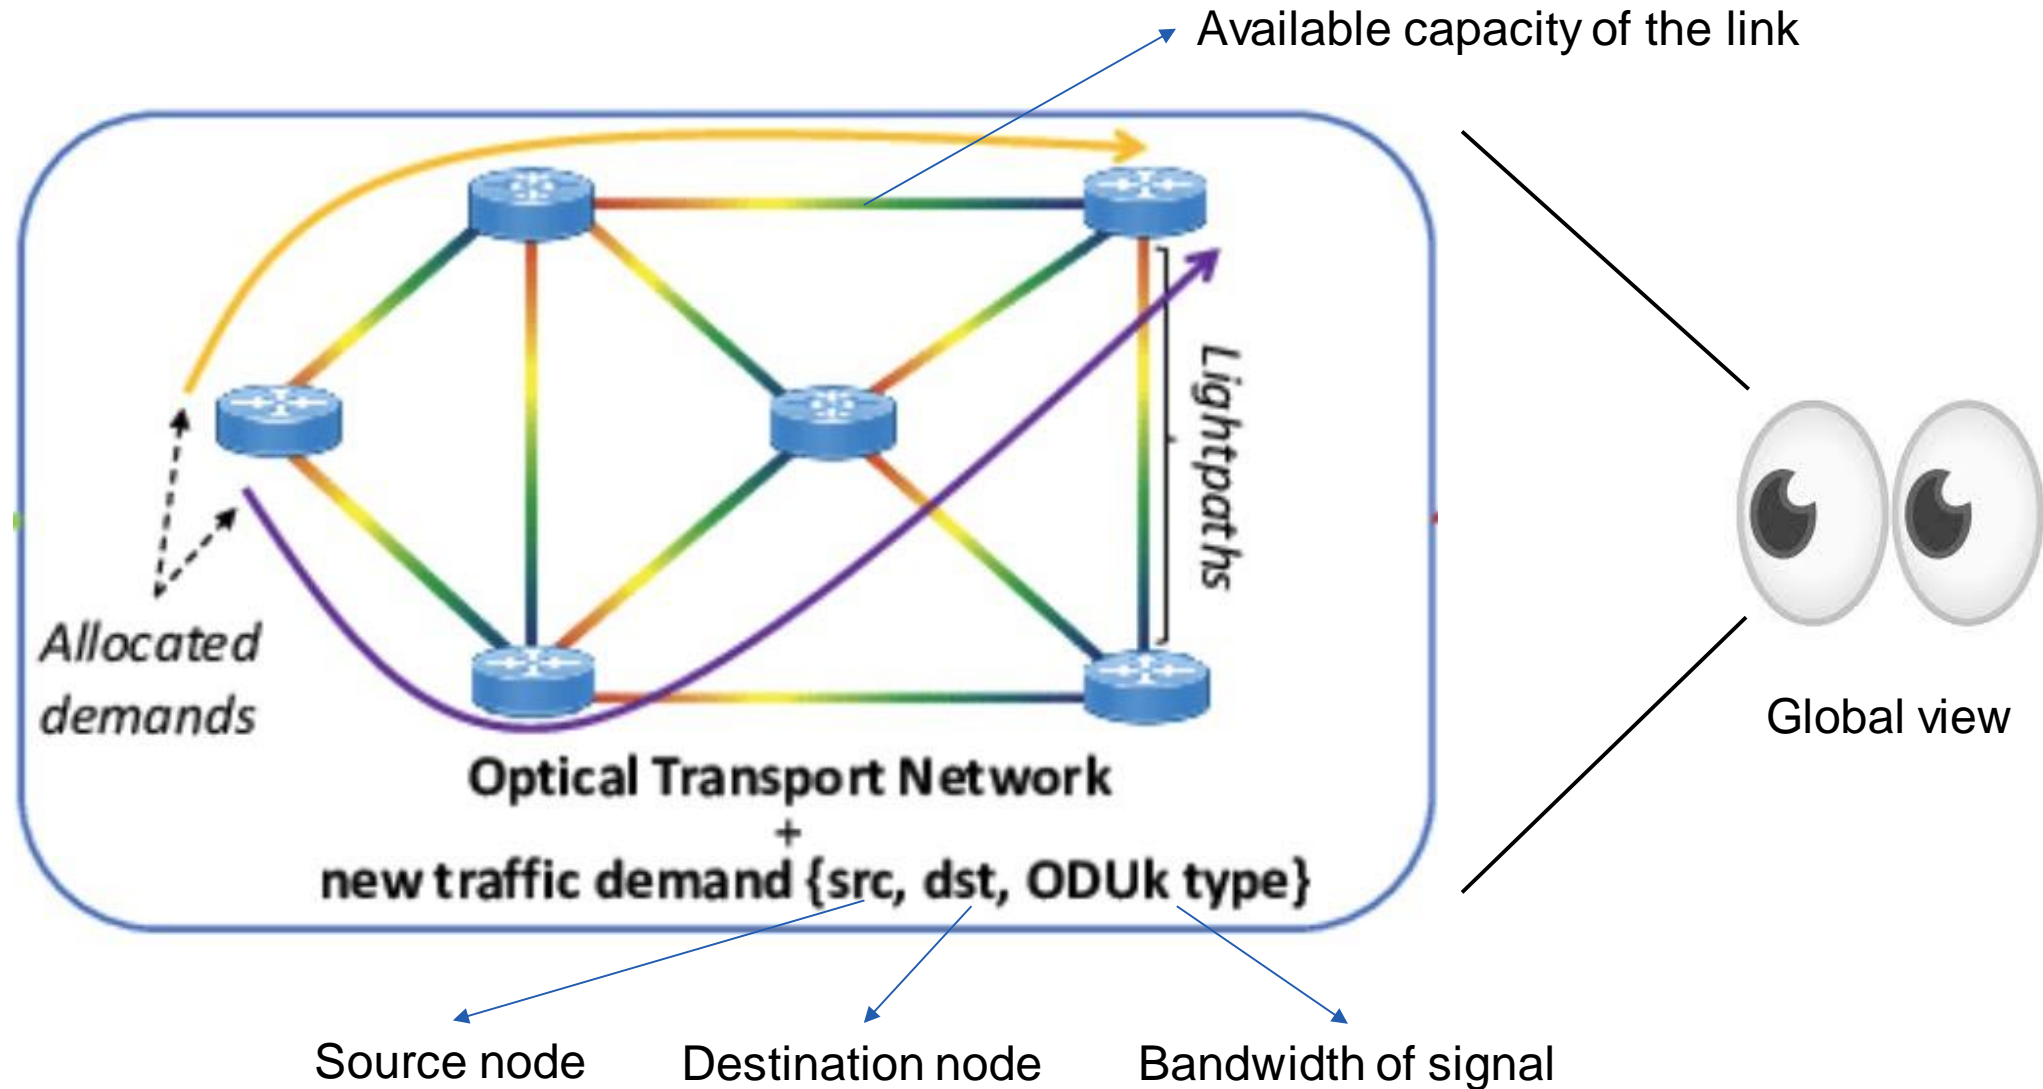 Available capacity of the link
Lightpaths
Allocated
demands
Global view
Optical Transport Network
+
new traffic demand {src, dst, ODUk type}
Source node
Destination node
Bandwidth of signal